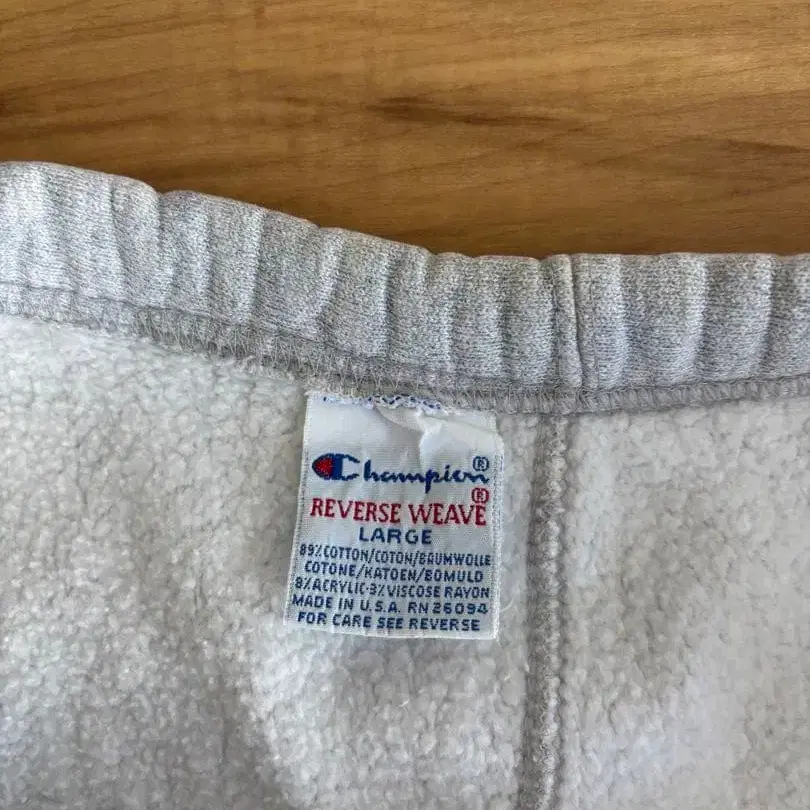 Champion®
®
REVERSE WEAVE
LARGE
89% COTTON/COTON/BAUMWOLLE
COTONE/KATOEN/BOMULD
8% ACRYLIC-3% VISCOSE RAYON
MADE IN U.S.A. RN 26094
FOR CARE SEE REVERSE